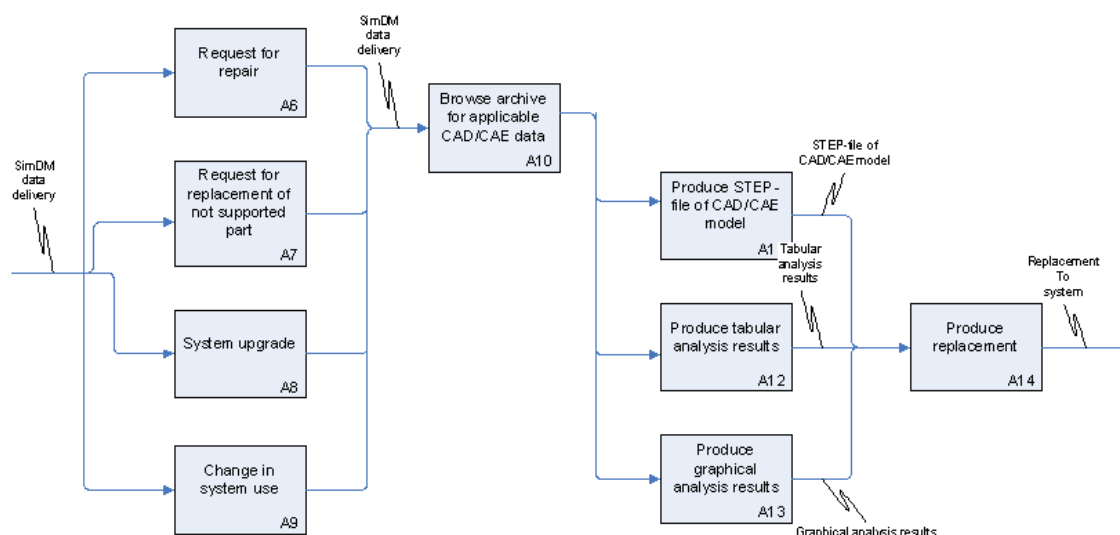 SimDM
data
delivery
Request for
repair
A6
Request for
replacement of
not supported
part
A7
System upgrade
A8
Change in
system use
A9
SimDM
data
delivery
Browse archive
for applicable
CAD/CAE data
A10
Produce STEP-
file of CAD/CAE
model
A1
STEP-file of
CAD/CAE model
Tabular
analysis
results
Produce tabular
analysis results
A12
Produce
graphical
analysis results
A13
Graphical analysis results
Produce
replacement
A14
Replacement
To
system